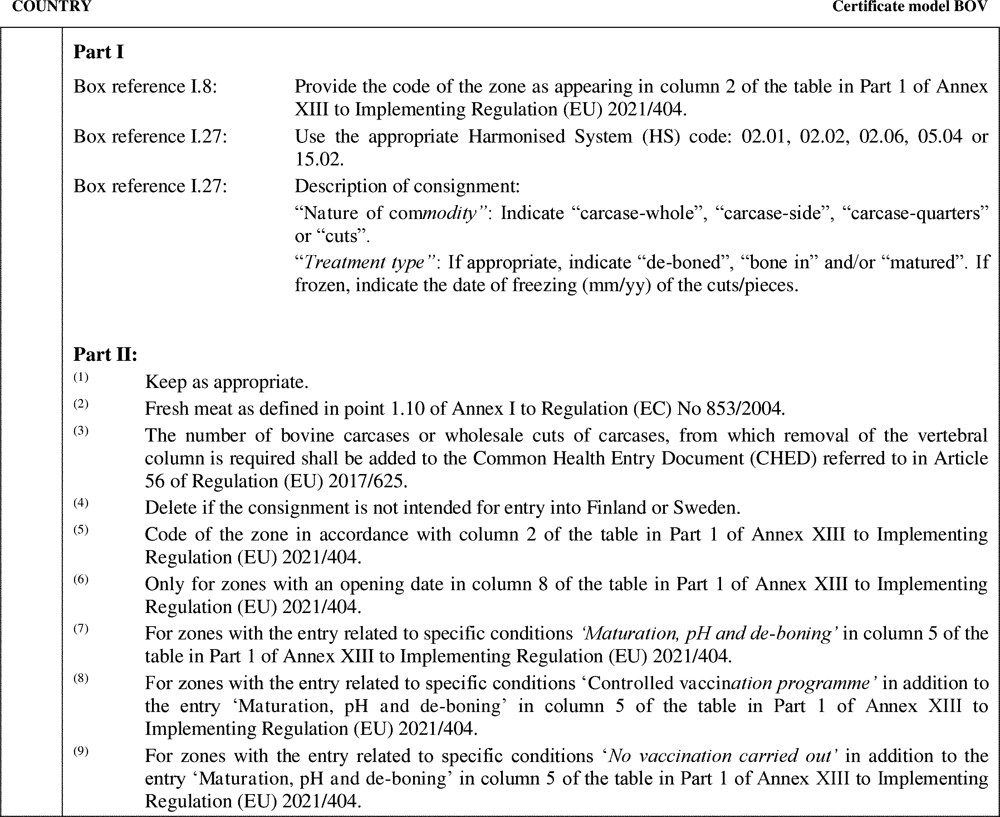 COUNTRY Certificate model BOV
Part I
Box reference I.8: Provide the code of the zone as appearing in column 2 of the table in Part 1 of Annex
XIII to Implementing Regulation (EU) 2021/404.
Box reference I.27: Use the appropriate Harmonised System (HS) code: 02.01, 02.02, 02.06, 05.04 or
15.02.
Box reference I.27: Description of consignment:
“Nature of commodity”: Indicate “carcase-whole”, “carcase-side”, “carcase-quarters”
or “cuts”.
“Treatment type”: If appropriate, indicate “de-boned”, “bone in” and/or “matured”. If
frozen, indicate the date of freezing (mm/yy) of the cuts/pieces.
Part II:
(1) Keep as appropriate.
(2) Fresh meat as defined in point 1.10 of Annex I to Regulation (EC) No 853/2004.
(3) The number of bovine carcases or wholesale cuts of carcases, from which removal of the vertebral
column is required shall be added to the Common Health Entry Document (CHED) referred to in Article
56 of Regulation (EU) 2017/625.
(4) Delete if the consignment is not intended for entry into Finland or Sweden.
(5) Code of the zone in accordance with column 2 of the table in Part 1 of Annex XIII to Implementing
Regulation (EU) 2021/404.
(6) Only for zones with an opening date in column 8 of the table in Part 1 of Annex XIII to Implementing
Regulation (EU) 2021/404.
(7) For zones with the entry related to specific conditions ‘Maturation, pH and de-boning’ in column 5 of the
table in Part 1 of Annex XIII to Implementing Regulation (EU) 2021/404.
(8) For zones with the entry related to specific conditions ‘Controlled vaccination programme’ in addition to
the entry ‘Maturation, pH and de-boning’ in column 5 of the table in Part 1 of Annex XIII to
Implementing Regulation (EU) 2021/404.
(9) For zones with the entry related to specific conditions ‘No vaccination carried out’ in addition to the
entry ‘Maturation, pH and de-boning’ in column 5 of the table in Part 1 of Annex XIII to Implementing
Regulation (EU) 2021/404.